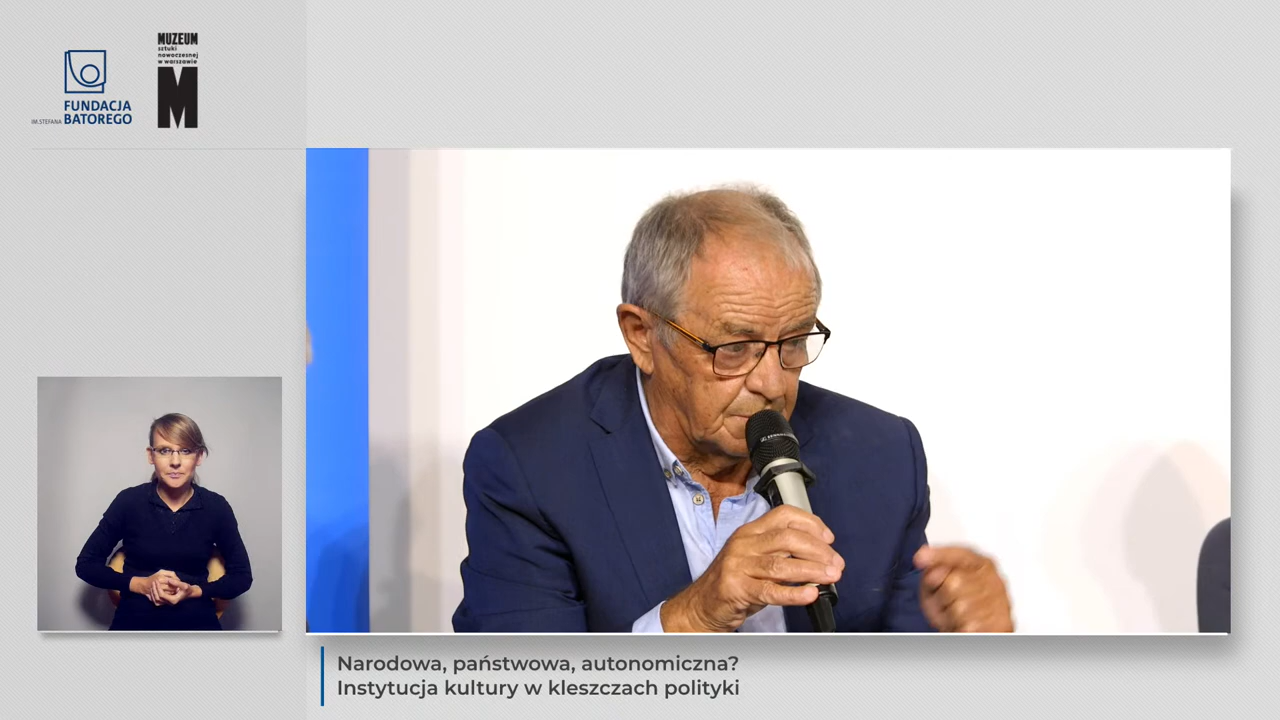 MUZEUM
sztuki
nowoczesnej
w warszawie
M
FUNDACJA
IM. STEFANA BATOREGO
Narodowa, państwowa, autonomiczna?
Instytucja kultury w kleszczach polityki